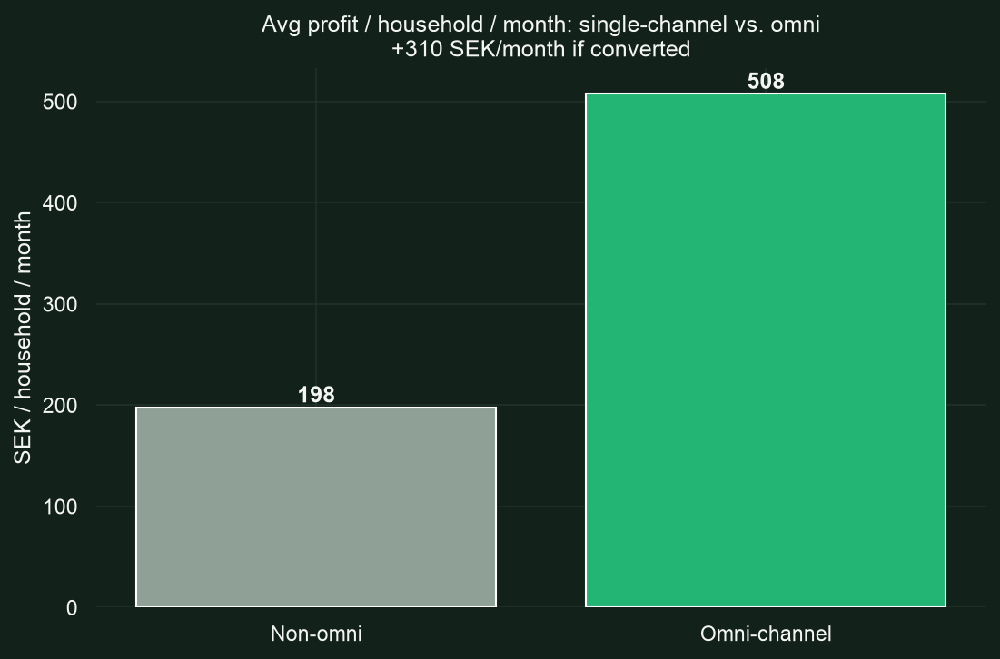 Avg profit / household / month: single-channel vs. omni
+310 SEK/month if converted
508
500
400
300
200
100
0
198
SEK / household / month
Non-omni
Omni-channel